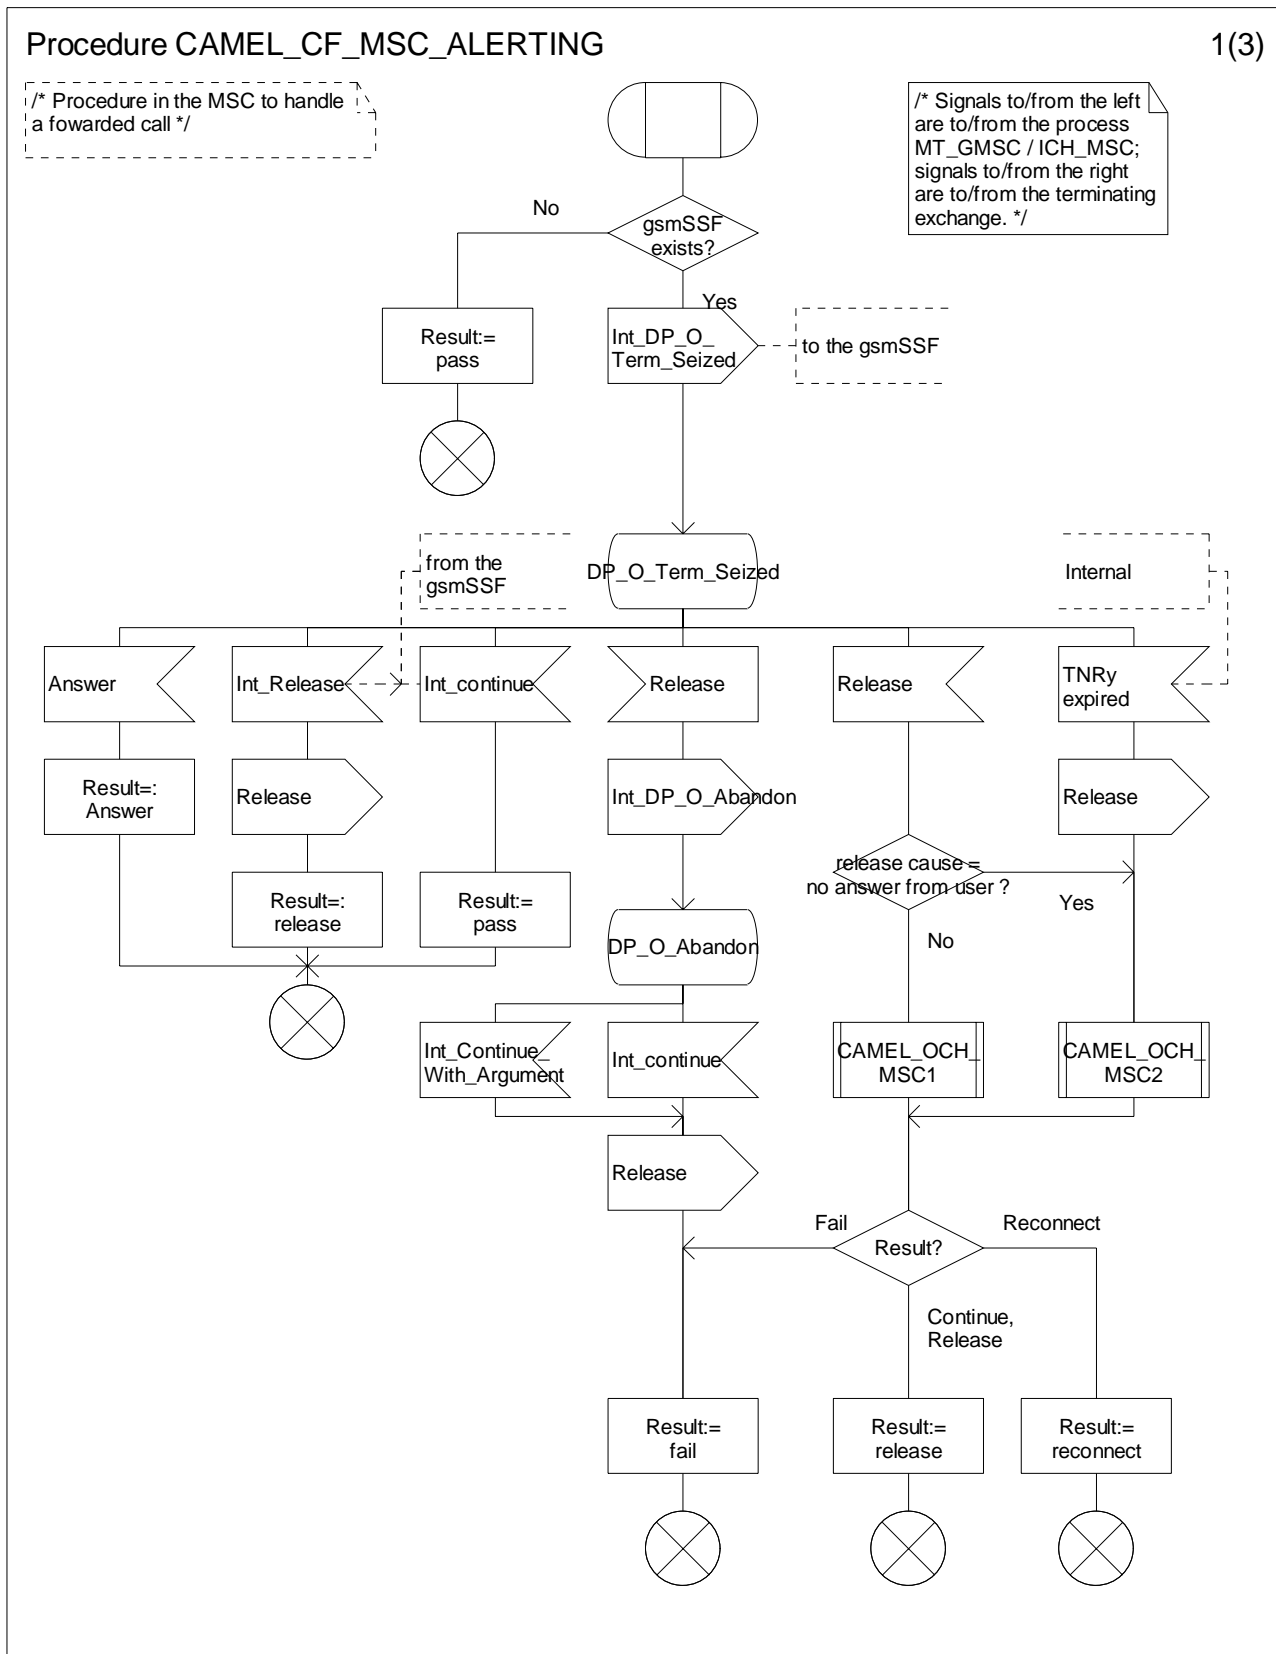 Procedure CAMEL_CF_MSC_ALERTING
1(3)
/* Procedure in the MSC to handle
a fowarded call */
/* Signals to/from the left
are to/from the process
MT_GMSC / ICH_MSC;
signals to/from the right
are to/from the terminating
exchange. */
No
gsmSSF
exists?
Yes
Result:=
pass
Int_DP_O_
Term_Seized
to the gsmSSF
from the
gsmSSF
DP_O_Term_Seized
Internal
Answer
Int_Release
Int_continue
Release
Release
TNRy
expired
Result=:
Answer
Release
Int_DP_O_Abandon
Release
release cause =
no answer from user ?
Yes
No
Result=:
release
Result:=
pass
DP_O_Abandon
Int_Continue_
With_Argument
Int_continue
CAMEL_OCH_
MSC1
CAMEL_OCH_
MSC2
Release
Fail
Result?
Reconnect
Continue,
Release
Result:=
fail
Result:=
release
Result:=
reconnect